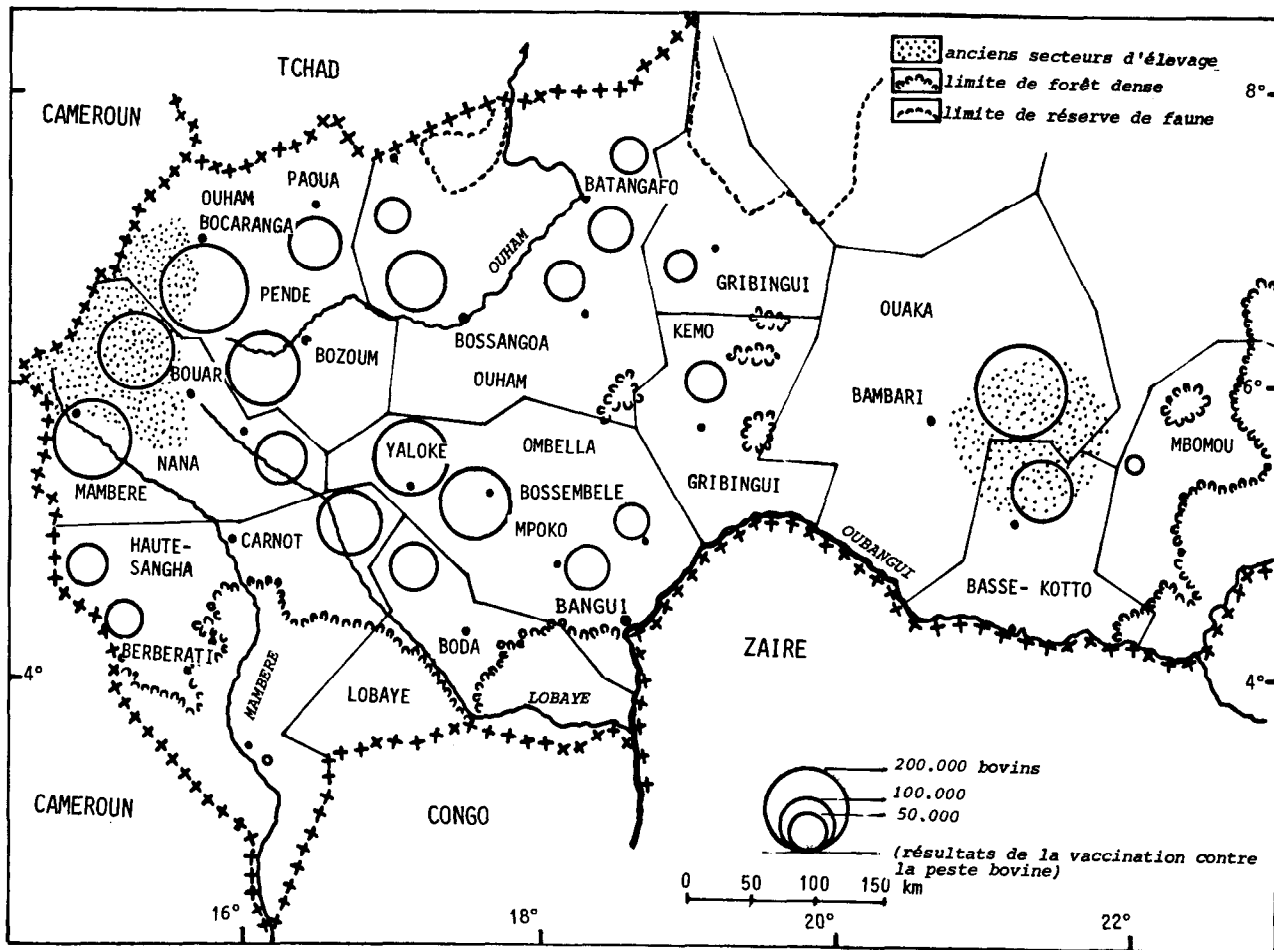 TCHAD
CAMEROUN
anciens secteurs d'élavage
limite de forêt dense
limite de réserve de faune
8°
PAOUA
OUHAM
BOCARANGA
PENDE
BATANGAFO
OUHAM
GRIBINGUI
KEMO
OUAKA
BOZOUM
BOSSANGOA
OUHAM
BOUAR
BAMBARI
6°
MBOMOU
NANA
MAMBERE
YALOKE
OMBELLA
BOSSEMBELE
MPOKO
GRIBINGUI
HAUTE-
SANGHA
CARNOT
OUBANGUI
BANGUI
BASSE-KOTTO
BERBERATI
BODA
ZAIRE
4°
MAMBERE
LOBAYE
LOBAYE
4°
CAMEROUN
CONGO
200.000 bovins
100.000
50.000
(résultats de la vaccination contre
la peste bovine)
0 50 100 150 km
16°
18°
20°
22°